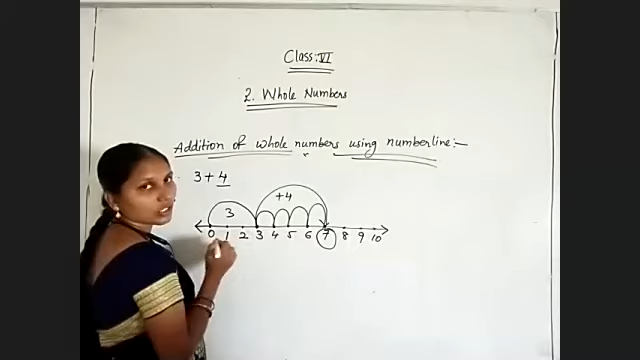 Class: VI
2. Whole Numbers
Addition of whole numbers using numberline:-
3 + 4
+4
3
0 1 2 3 4 5 6 7 8 9 10